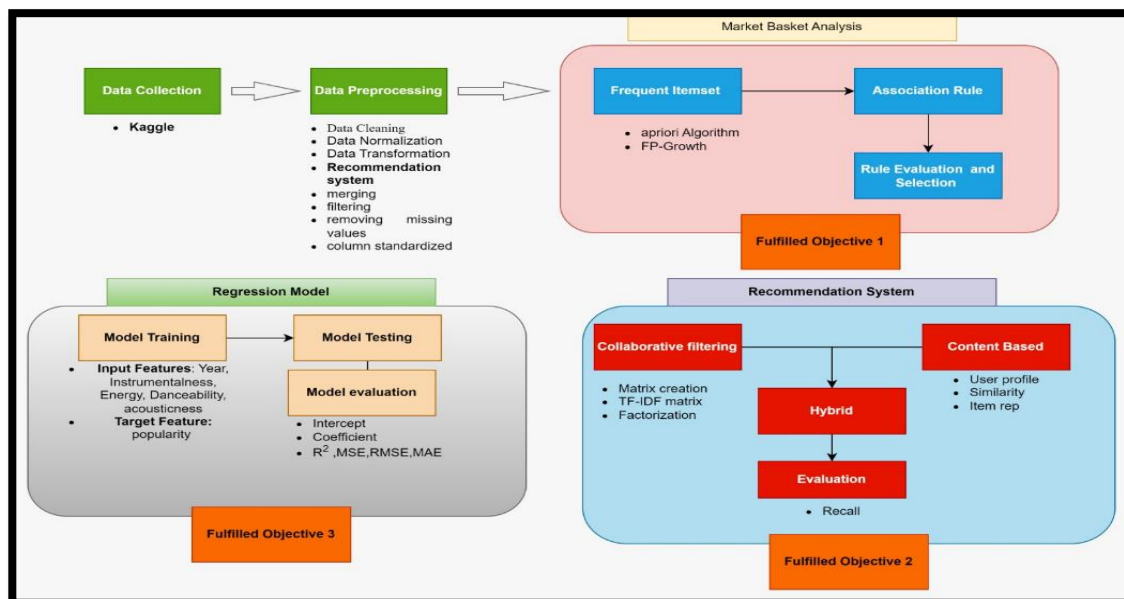 Market Basket Analysis
Data Collection
Kaggle
Data Preprocessing
Data Cleaning
Data Normalization
Data Transformation
Recommendation
system
merging
filtering
removing missing
values
column standardized
Frequent Itemset
apriori Algorithm
FP-Growth
Association Rule
Rule Evaluation and
Selection
Fulfilled Objective 1
Regression Model
Model Training
Input Features: Year,
Instrumentalness,
Energy, Danceability,
acousticness
Target Feature:
popularity
Model Testing
Model evaluation
Intercept
Coefficient
R² ,MSE,RMSE,MAE
Fulfilled Objective 3
Recommendation System
Collaborative filtering
Matrix creation
TF-IDF matrix
Factorization
Content Based
User profile
Similarity
Item rep
Hybrid
Evaluation
Recall
Fulfilled Objective 2